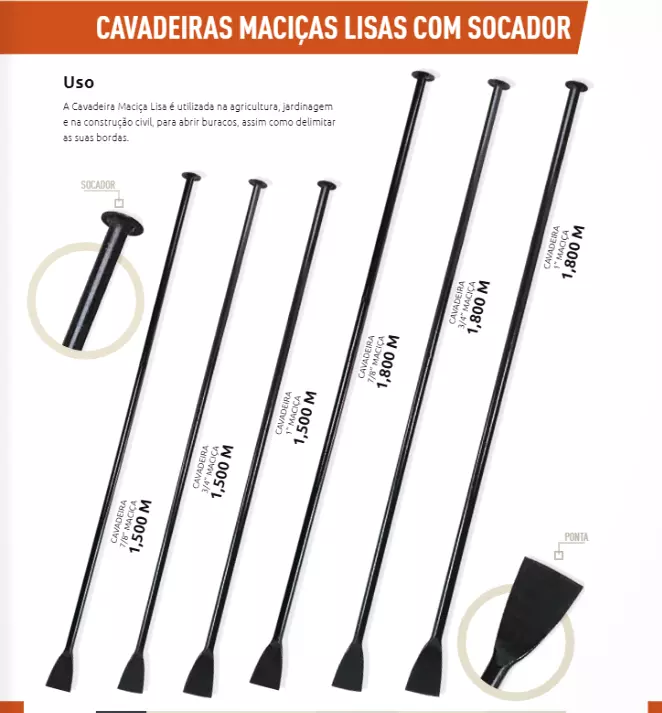 CAVADEIRAS MACIÇAS LISAS COM SOCADOR
Uso
A Cavadeira Maciça Lisa é utilizada na agricultura, jardinagem
e na construção civil, para abrir buracos, assim como delimitar
as suas bordas.
SOCADOR
CAVADEIRA
7/8" MACIÇA
1,500 M
CAVADEIRA
3/4" MACIÇA
1,500 M
CAVADEIRA
1" MACIÇA
1,500 M
CAVADEIRA
7/8" MACIÇA
1,800 M
CAVADEIRA
3/4" MACIÇA
1,800 M
CAVADEIRA
1" MACIÇA
1,800 M
PONTA